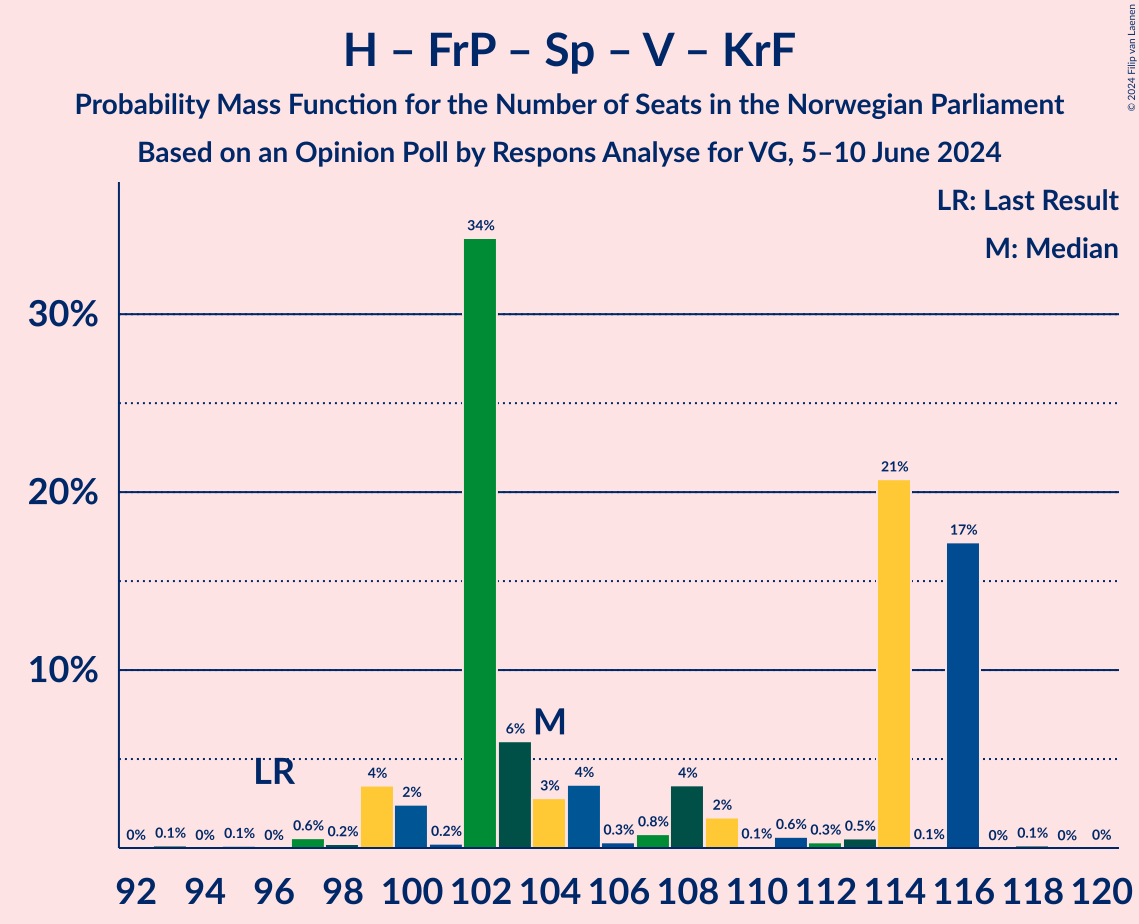 H – FrP – Sp – V – KrF
Probability Mass Function for the Number of Seats in the Norwegian Parliament
Based on an Opinion Poll by Respons Analyse for VG, 5–10 June 2024
© 2024 Filip van Laenen
LR: Last Result
M: Median
30%
20%
10%
LR
M
0% 0.1% 0% 0.1% 0% 0.6% 0.2% 4% 2% 0.2% 34% 6% 3% 4% 0.3% 0.8% 4% 2% 0.1% 0.6% 0.3% 0.5% 21% 0.1% 17% 0% 0.1% 0% 0%
92 94 96 98 100 102 104 106 108 110 112 114 116 118 120